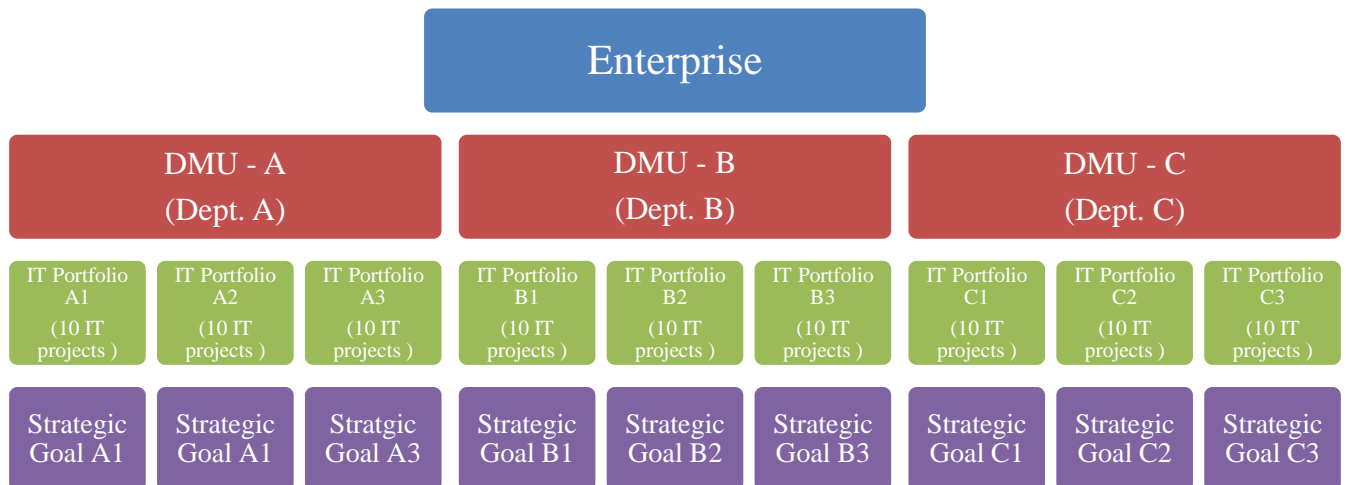 Enterprise
DMU - A
(Dept. A)
DMU - B
(Dept. B)
DMU - C
(Dept. C)
IT Portfolio
A1
(10 IT
projects )
IT Portfolio
A2
(10 IT
projects )
IT Portfolio
A3
(10 IT
projects )
IT Portfolio
B1
(10 IT
projects )
IT Portfolio
B2
(10 IT
projects )
IT Portfolio
B3
(10 IT
projects )
IT Portfolio
C1
(10 IT
projects )
IT Portfolio
C2
(10 IT
projects )
IT Portfolio
C3
(10 IT
projects )
Strategic
Goal A1
Strategic
Goal A1
Stratgic
Goal A3
Strategic
Goal B1
Strategic
Goal B2
Strategic
Goal B3
Strategic
Goal C1
Strategic
Goal C2
Strategic
Goal C3